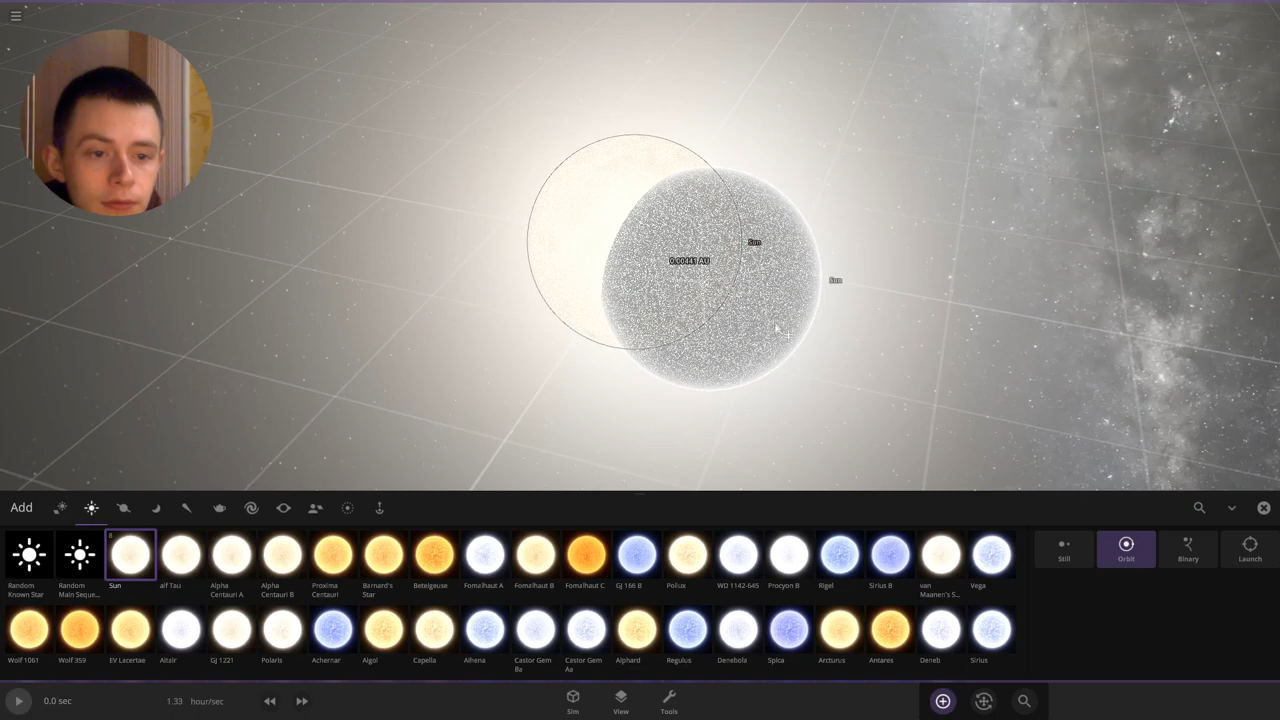 Sun
0.00441 AU
Sun
Add
8
Random Known Star
Random Main Seque...
Sun
alf Tau
Alpha Centauri A
Alpha Centauri B
Proxima Centauri
Barnard's Star
Betelgeuse
Fomalhaut A
Fomalhaut B
Fomalhaut C
GJ 166 B
Pollux
WD 1142-645
Procyon B
Rigel
Sirius B
van Maanen's S...
Vega
Still
Orbit
Binary
Launch
Wolf 1061
Wolf 359
EV Lacertae
Altair
GJ 1221
Polaris
Achernar
Algol
Capella
Alhena
Castor Gem Ba
Castor Gem Aa
Alphard
Regulus
Denebola
Spica
Arcturus
Antares
Deneb
Sirius
0.0 sec
1.33 hour/sec
Sim
View
Tools